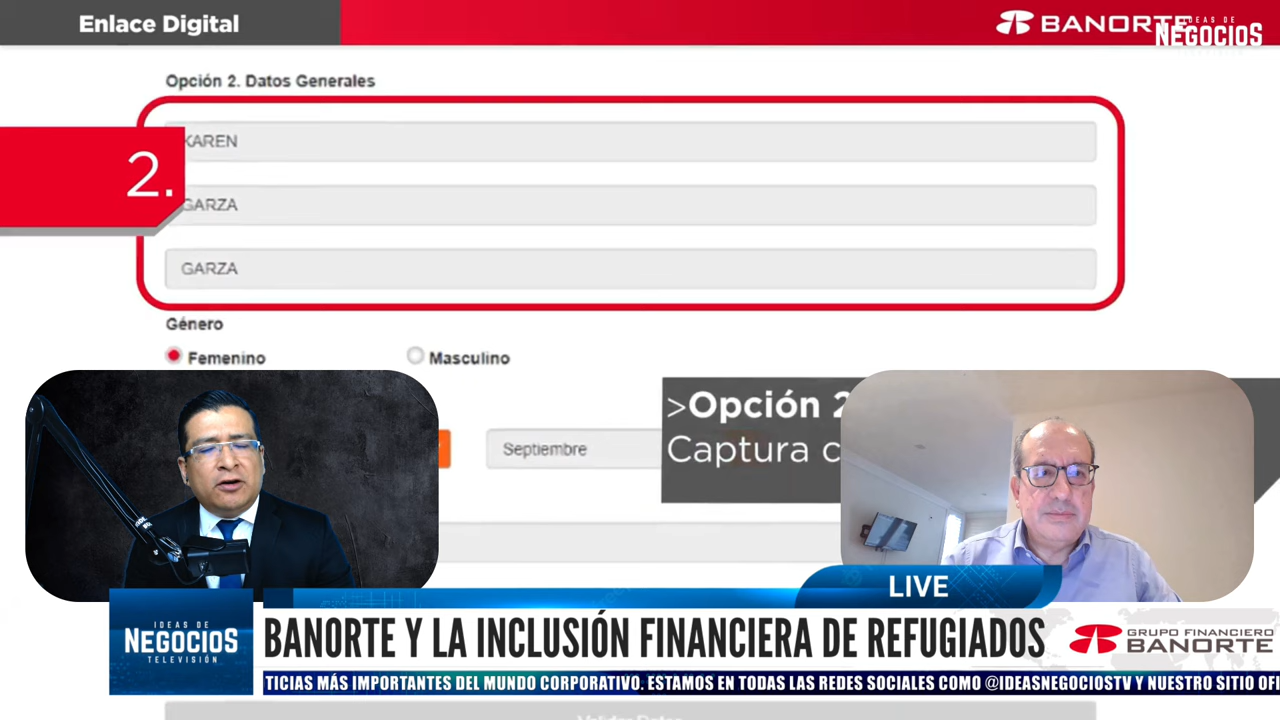 Enlace Digital
BANORTE
IDEAS DE
NEGOCIOS
Opción 2. Datos Generales
KAREN
2.
GARZA
GARZA
Género
Femenino
Masculino
>Opción 2
Captura c
Septiembre
LIVE
IDEAS DE
NEGOCIOS
TELEVISIÓN
BANORTE Y LA INCLUSIÓN FINANCIERA DE REFUGIADOS
GRUPO FINANCIERO
BANORTE
TICIAS MÁS IMPORTANTES DEL MUNDO CORPORATIVO. ESTAMOS EN TODAS LAS REDES SOCIALES COMO @IDEASNEGOCIOSTV Y NUESTRO SITIO OFI